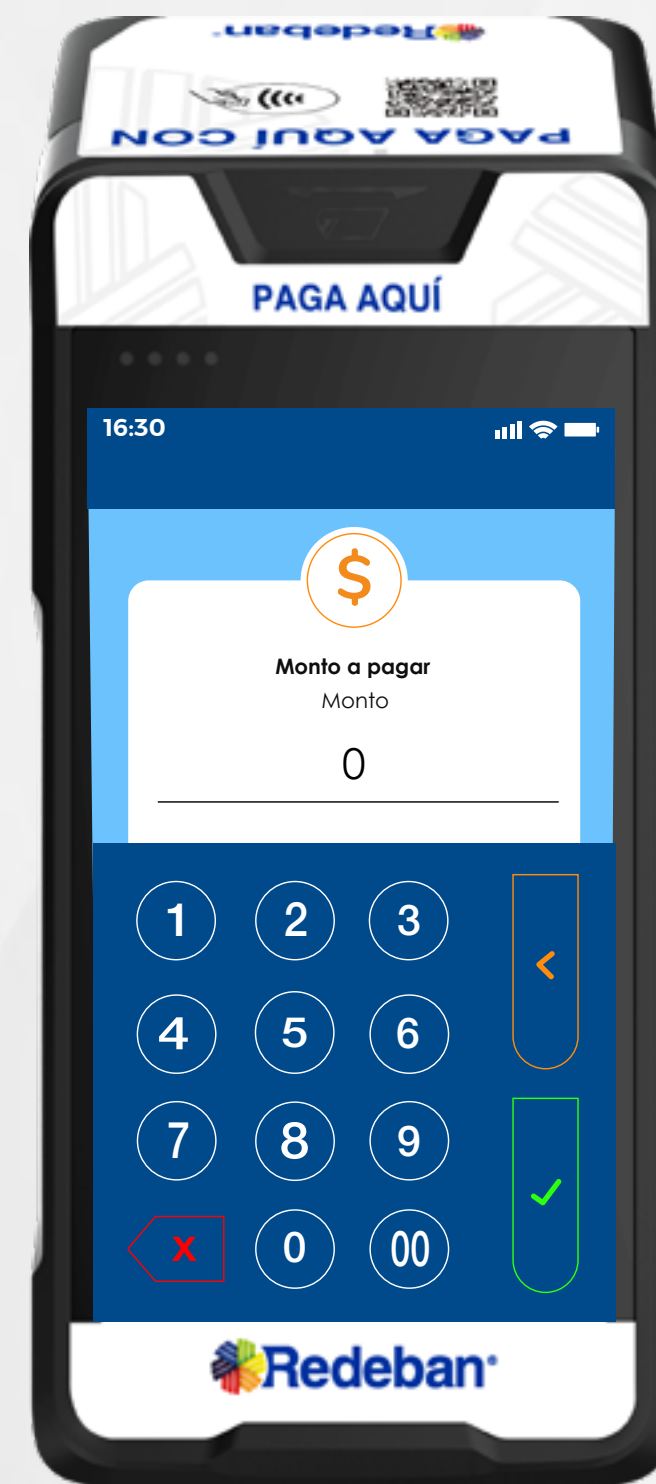 Redeban
PAGA AQUÍ CON
PAGA AQUÍ
16:30
$
Monto a pagar
Monto
0
1 2 3 <
4 5 6
7 8 9 ✓
X 0 00
Redeban